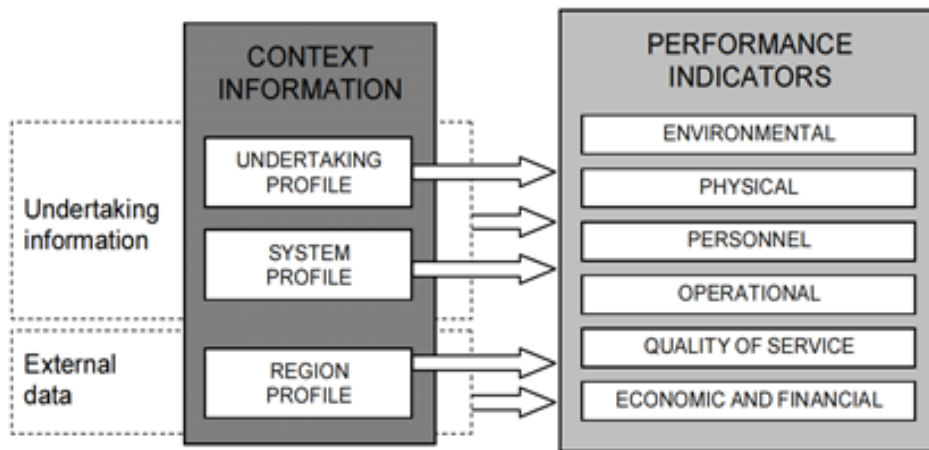 CONTEXT
INFORMATION
UNDERTAKING
PROFILE
SYSTEM
PROFILE
REGION
PROFILE
Undertaking
information
External
data
PERFORMANCE
INDICATORS
ENVIRONMENTAL
PHYSICAL
PERSONNEL
OPERATIONAL
QUALITY OF SERVICE
ECONOMIC AND FINANCIAL